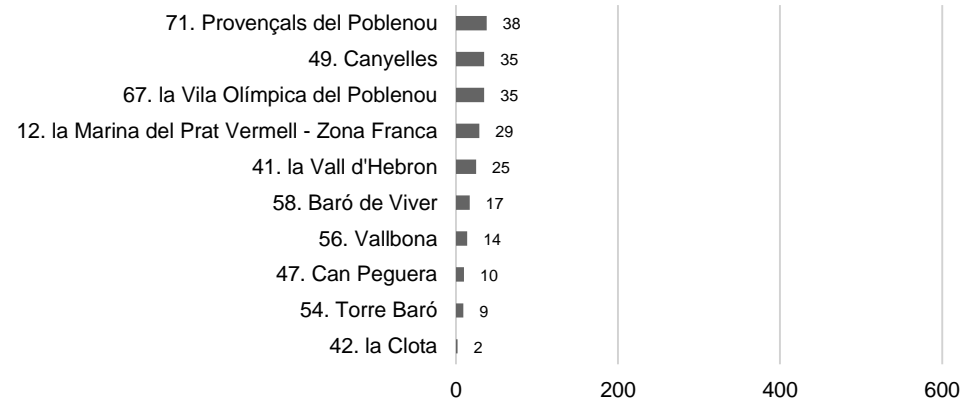 71. Provençals del Poblenou 38
49. Canyelles 35
67. la Vila Olímpica del Poblenou 35
12. la Marina del Prat Vermell - Zona Franca 29
41. la Vall d'Hebron 25
58. Baró de Viver 17
56. Vallbona 14
47. Can Peguera 10
54. Torre Baró 9
42. la Clota 2
0 200 400 600